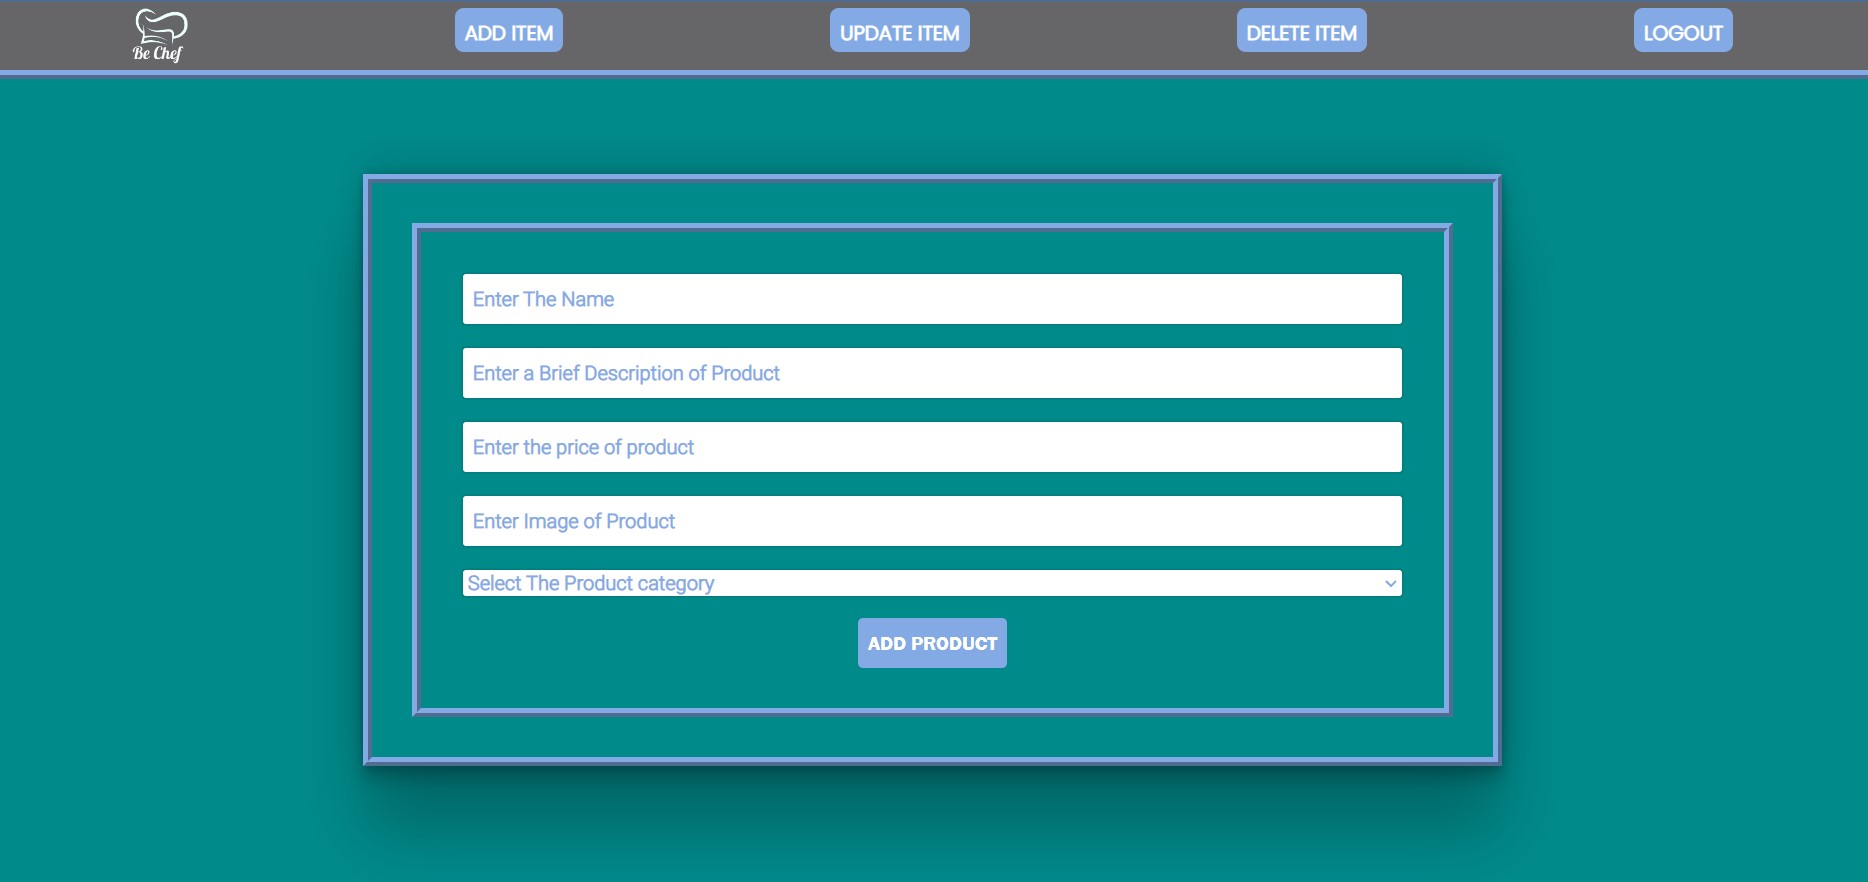 Be Chef
ADD ITEM
UPDATE ITEM
DELETE ITEM
LOGOUT
Enter The Name
Enter a Brief Description of Product
Enter the price of product
Enter Image of Product
Select The Product category
ADD PRODUCT